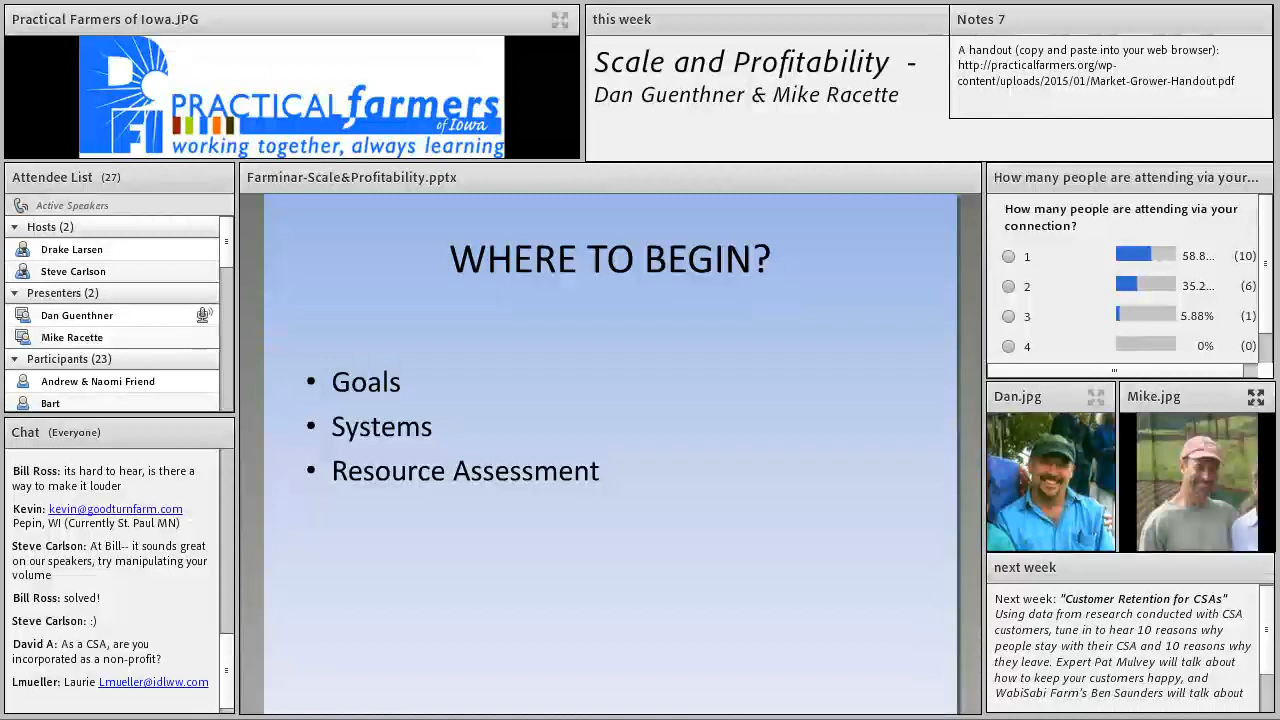 Practical Farmers of Iowa.JPG
PFI
PRACTICAL farmers
of Iowa
working together, always learning
this week
Scale and Profitability -
Dan Guenthner & Mike Racette
Notes 7
A handout (copy and paste into your web browser):
http://practicalfarmers.org/wp-
content/uploads/2015/01/Market-Grower-Handout.pdf
Attendee List (27)
Active Speakers
Hosts (2)
Drake Larsen
Steve Carlson
Presenters (2)
Dan Guenthner
Mike Racette
Participants (23)
Andrew & Naomi Friend
Bart
Chat (Everyone)
Bill Ross: its hard to hear, is there a
way to make it louder
Kevin: kevin@goodturnfarm.com
Pepin, WI (Currently St. Paul MN)
Steve Carlson: At Bill-- it sounds great
on our speakers, try manipulating your
volume
Bill Ross: solved!
Steve Carlson: :)
David A: As a CSA, are you
incorporated as a non-profit?
Lmueller: Laurie Lmueller@idlww.com
Farminar-Scale&Profitability.pptx
WHERE TO BEGIN?
• Goals
• Systems
• Resource Assessment
How many people are attending via your...
How many people are attending via your
connection?
1 58.8... (10)
2 35.2... (6)
3 5.88% (1)
4 0% (0)
Dan.jpg
Mike.jpg
next week
Next week: "Customer Retention for CSAs"
Using data from research conducted with CSA
customers, tune in to hear 10 reasons why
people stay with their CSA and 10 reasons why
they leave. Expert Pat Mulvey will talk about
how to keep your customers happy, and
WabiSabi Farm's Ben Saunders will talk about